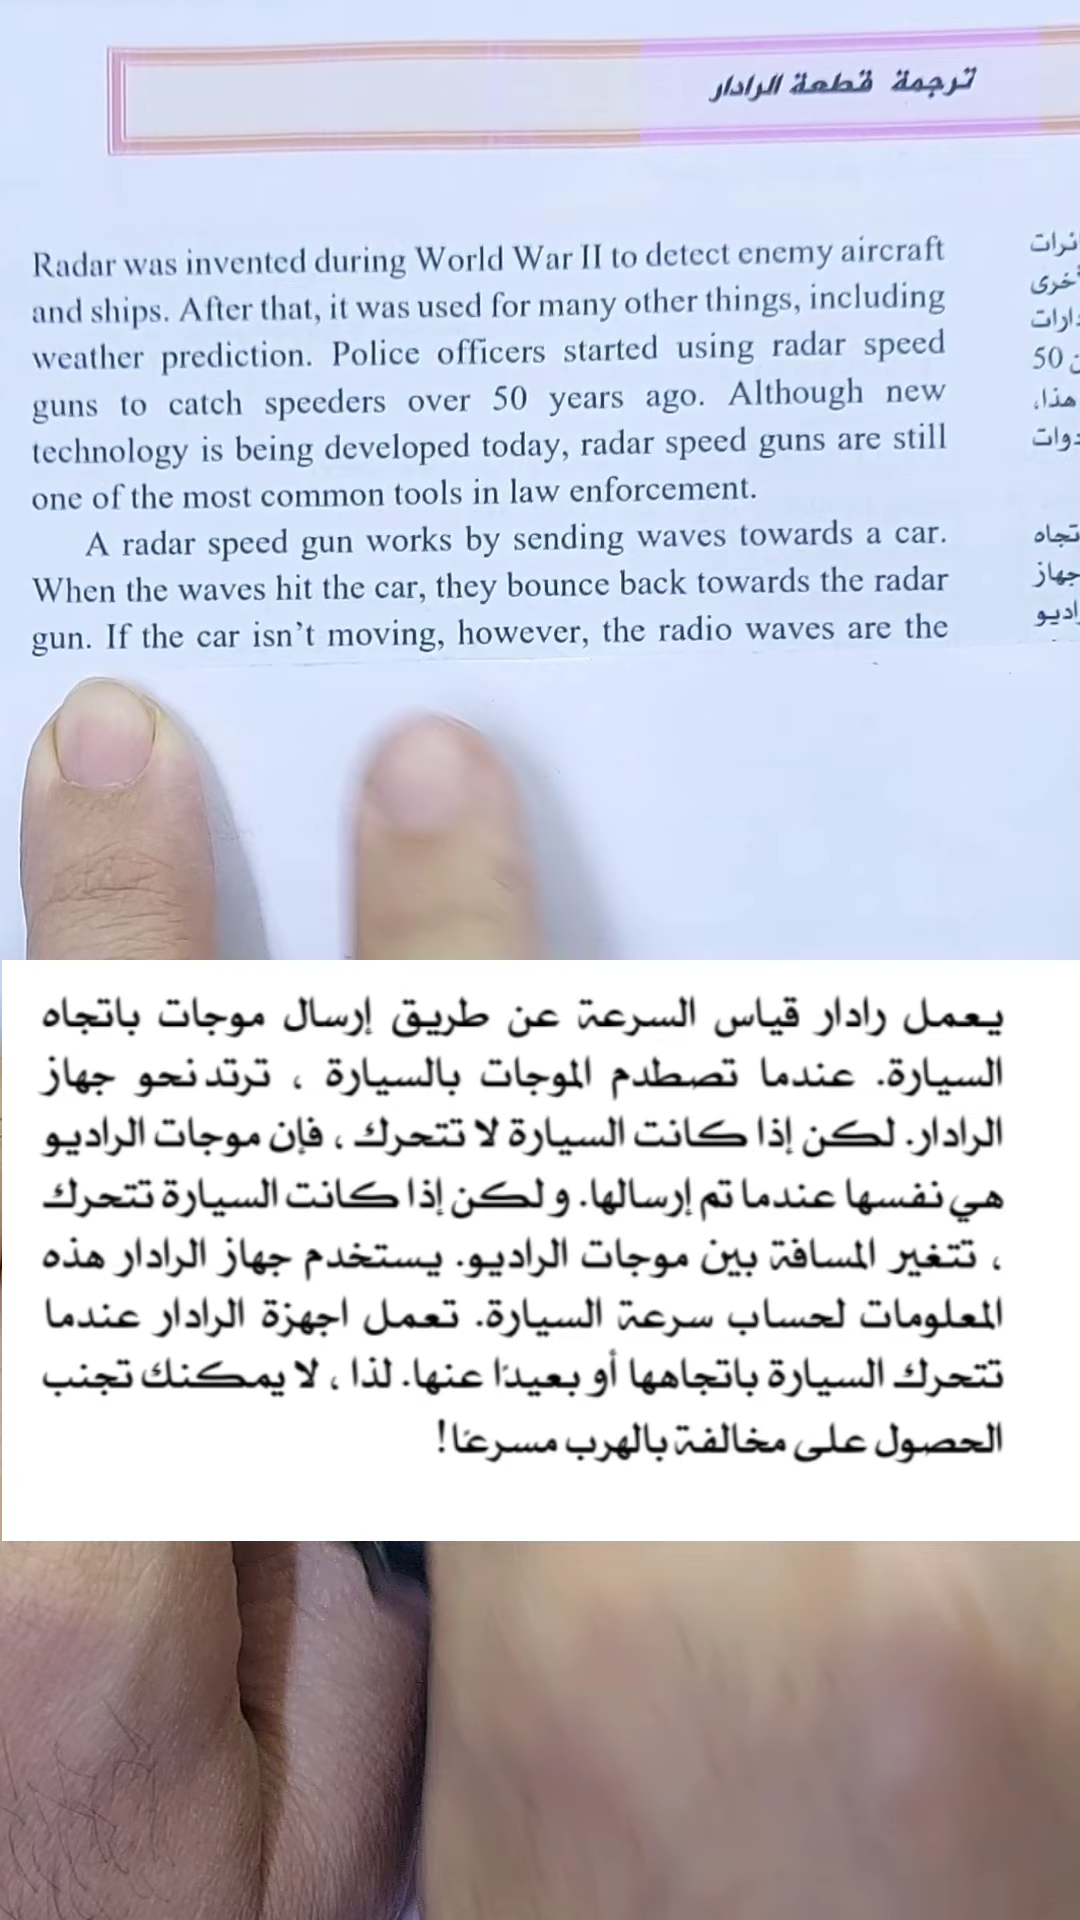 ترجمة قطعة الرادار
Radar was invented during World War II to detect enemy aircraft
and ships. After that, it was used for many other things, including
weather prediction. Police officers started using radar speed
guns to catch speeders over 50 years ago. Although new
technology is being developed today, radar speed guns are still
one of the most common tools in law enforcement.
A radar speed gun works by sending waves towards a car.
When the waves hit the car, they bounce back towards the radar
gun. If the car isn't moving, however, the radio waves are the
50
هذا،
جهاز
يعمل رادار قياس السرعة عن طريق إرسال موجات باتجاه
السيارة. عندما تصطدم الموجات بالسيارة ، ترتد نحو جهاز
الرادار. لكن إذا كانت السيارة لا تتحرك ، فإن موجات الراديو
هي نفسها عندما تم إرسالها. و لكن إذا كانت السيارة تتحرك
، تتغير المسافة بين موجات الراديو. يستخدم جهاز الرادار هذه
المعلومات لحساب سرعة السيارة. تعمل اجهزة الرادار عندما
تتحرك السيارة باتجاهها أو بعيدًا عنها. لذا ، لا يمكنك تجنب
الحصول على مخالفة بالهرب مسرعًا!